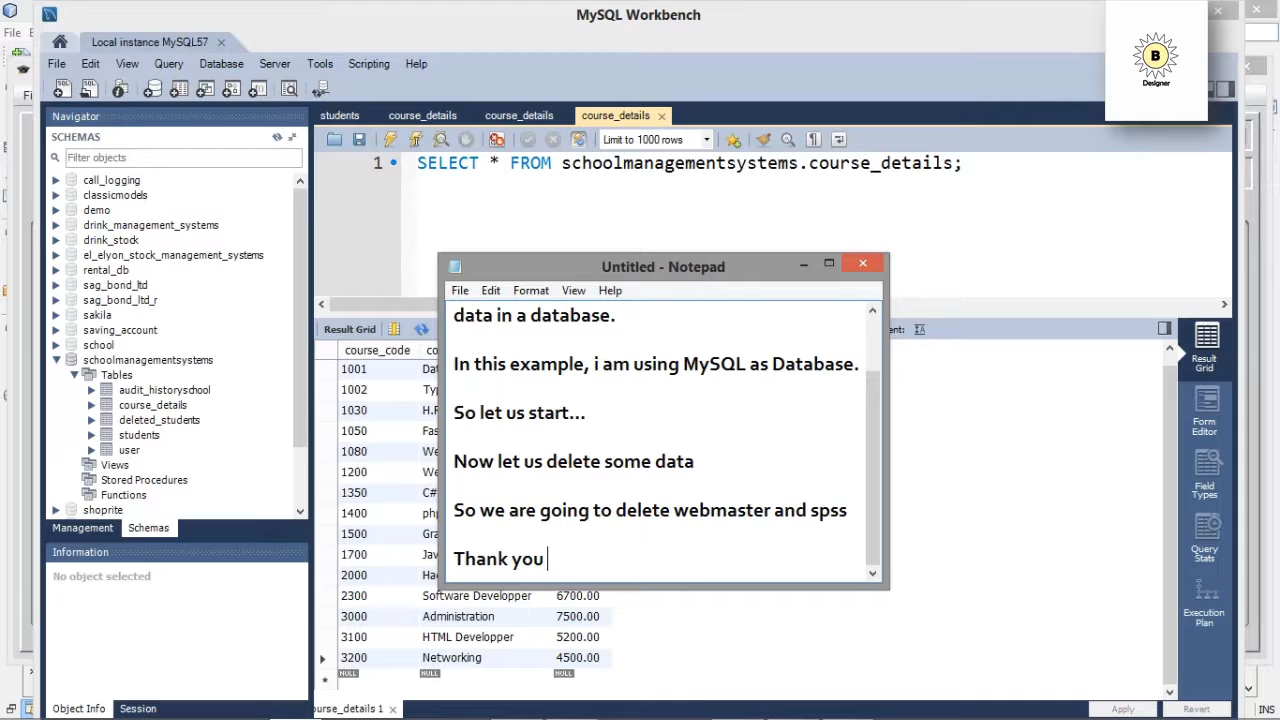 MySQL Workbench
B
Designer
Local instance MySQL57
File Edit View Query Database Server Tools Scripting Help
Navigator
SCHEMAS
Filter objects
call_logging
classicmodels
demo
drink_management_systems
drink_stock
el_elyon_stock_management_systems
rental_db
sag_bond_ltd
sag_bond_ltd_r
sakila
saving_account
school
schoolmanagementsystems
Tables
audit_historyschool
course_details
deleted_students
students
user
Views
Stored Procedures
Functions
shoprite
Management Schemas
Information
No object selected
Object Info Session
students course_details course_details course_details
Limit to 1000 rows
1 SELECT * FROM schoolmanagementsystems.course_details;
Untitled - Notepad
File Edit Format View Help
data in a database.
In this example, i am using MySQL as Database.
So let us start...
Now let us delete some data
So we are going to delete webmaster and spss
Thank you
Result Grid
course_code
1001
1002
1030 H.R
1050
1080
1200
1350 C#
1400 php
1500
1700
2000
2300 Software Developper 6700.00
3000 Administration 7500.00
3100 HTML Developper 5200.00
3200 Networking 4500.00
NULL NULL NULL
Result Grid
Form Editor
Field Types
Query Stats
Execution Plan
Apply Revert
INS